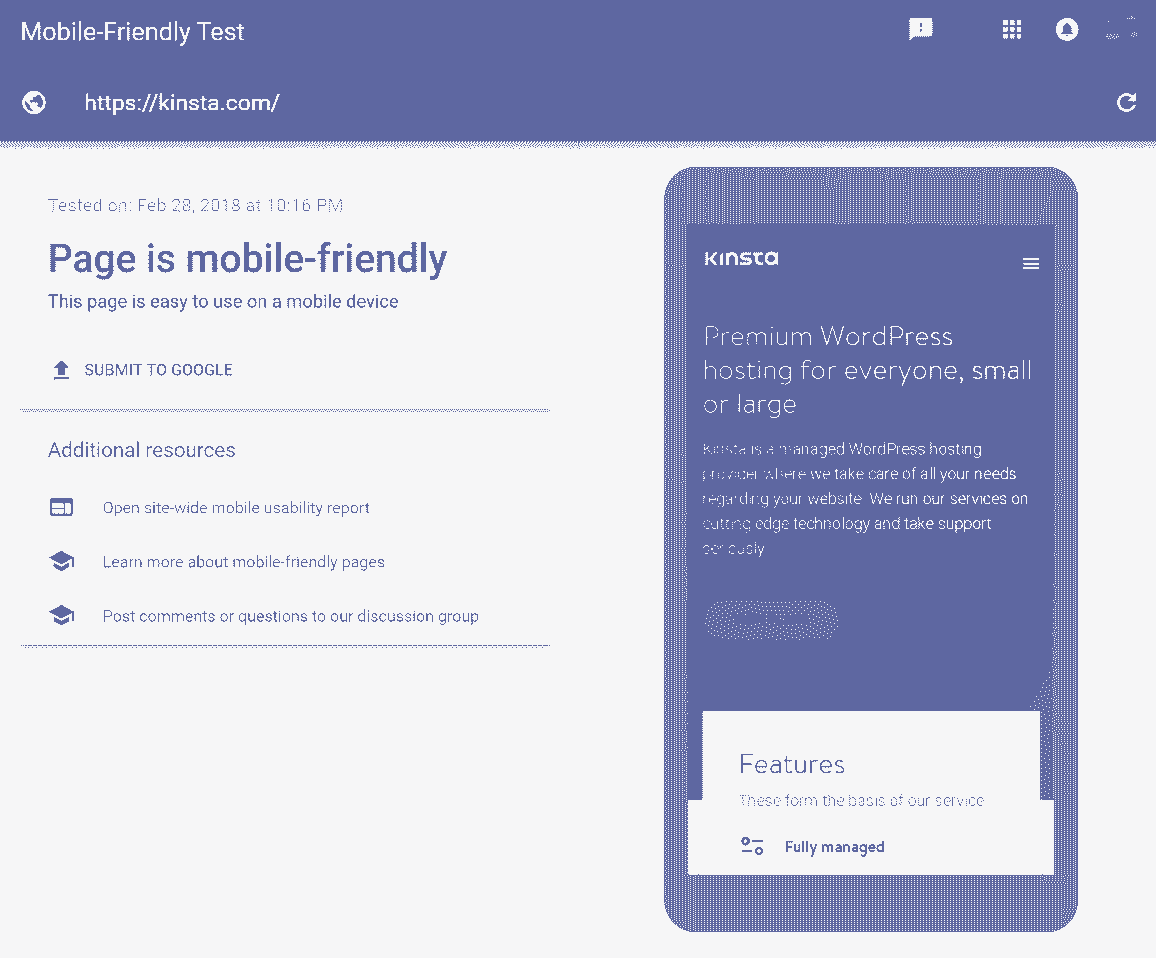 Mobile-Friendly Test
https://kinsta.com/
Tested on: Feb 28, 2018 at 10:16 PM
Page is mobile-friendly
This page is easy to use on a mobile device
SUBMIT TO GOOGLE
Additional resources
Open site-wide mobile usability report
Learn more about mobile-friendly pages
Post comments or questions to our discussion group
KINSTA
Premium WordPress
hosting for everyone, small
or large
Kinsta is a managed WordPress hosting
provider where we take care of all your needs
regarding your website. We run our services on
cutting edge technology and take support
seriously.
Features
These form the basis of our service
Fully managed